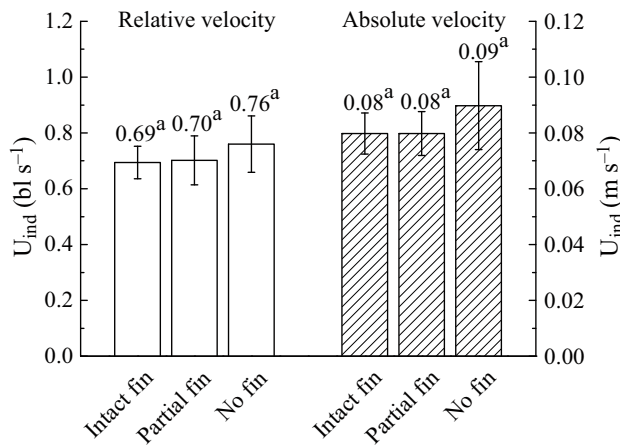 Relative velocity
Absolute velocity
U_ind (bl s⁻¹)
1.2
1.0
0.8
0.6
0.4
0.2
0.0
0.69ᵃ
0.70ᵃ
0.76ᵃ
0.08ᵃ
0.08ᵃ
0.09ᵃ
0.12
0.10
0.08
0.06
0.04
0.02
0.00
U_ind (m s⁻¹)
Intact fin
Partial fin
No fin
Intact fin
Partial fin
No fin